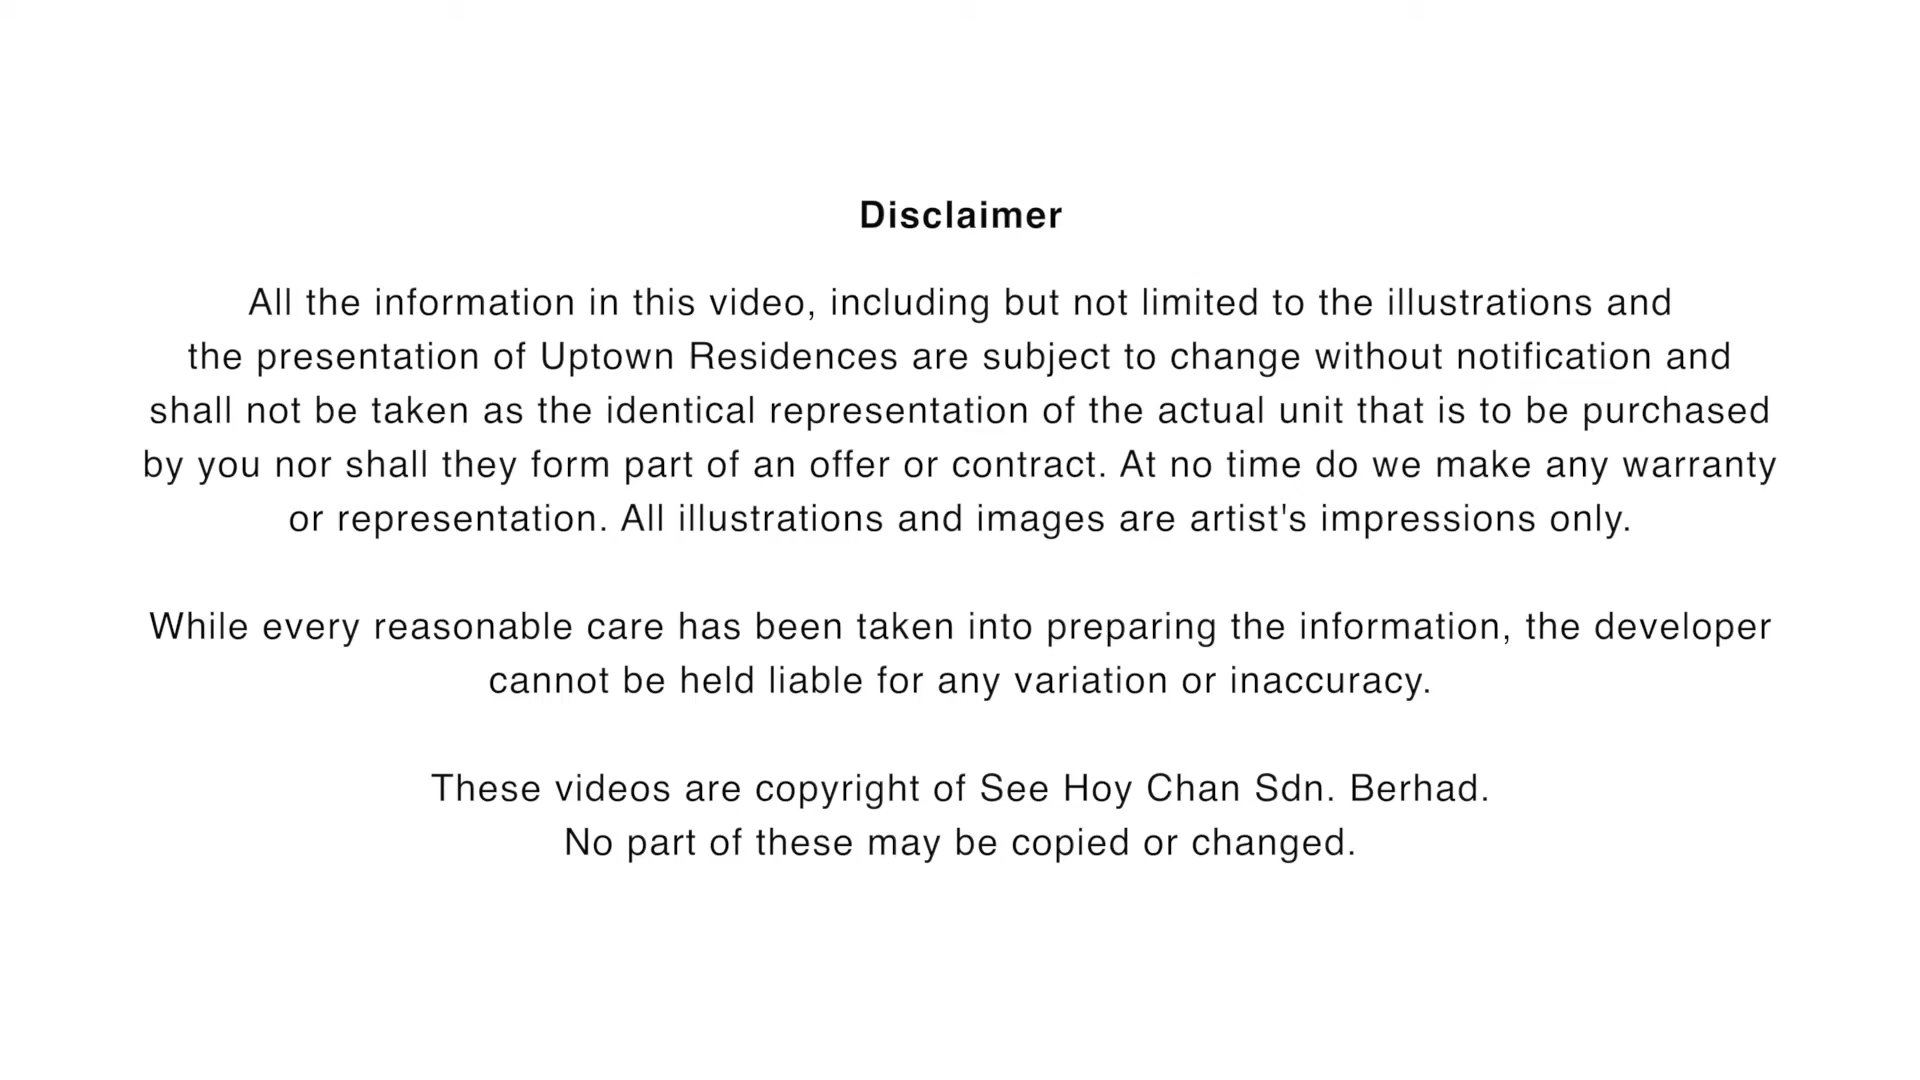 Disclaimer
All the information in this video, including but not limited to the illustrations and
the presentation of Uptown Residences are subject to change without notification and
shall not be taken as the identical representation of the actual unit that is to be purchased
by you nor shall they form part of an offer or contract. At no time do we make any warranty
or representation. All illustrations and images are artist's impressions only.
While every reasonable care has been taken into preparing the information, the developer
cannot be held liable for any variation or inaccuracy.
These videos are copyright of See Hoy Chan Sdn. Berhad.
No part of these may be copied or changed.